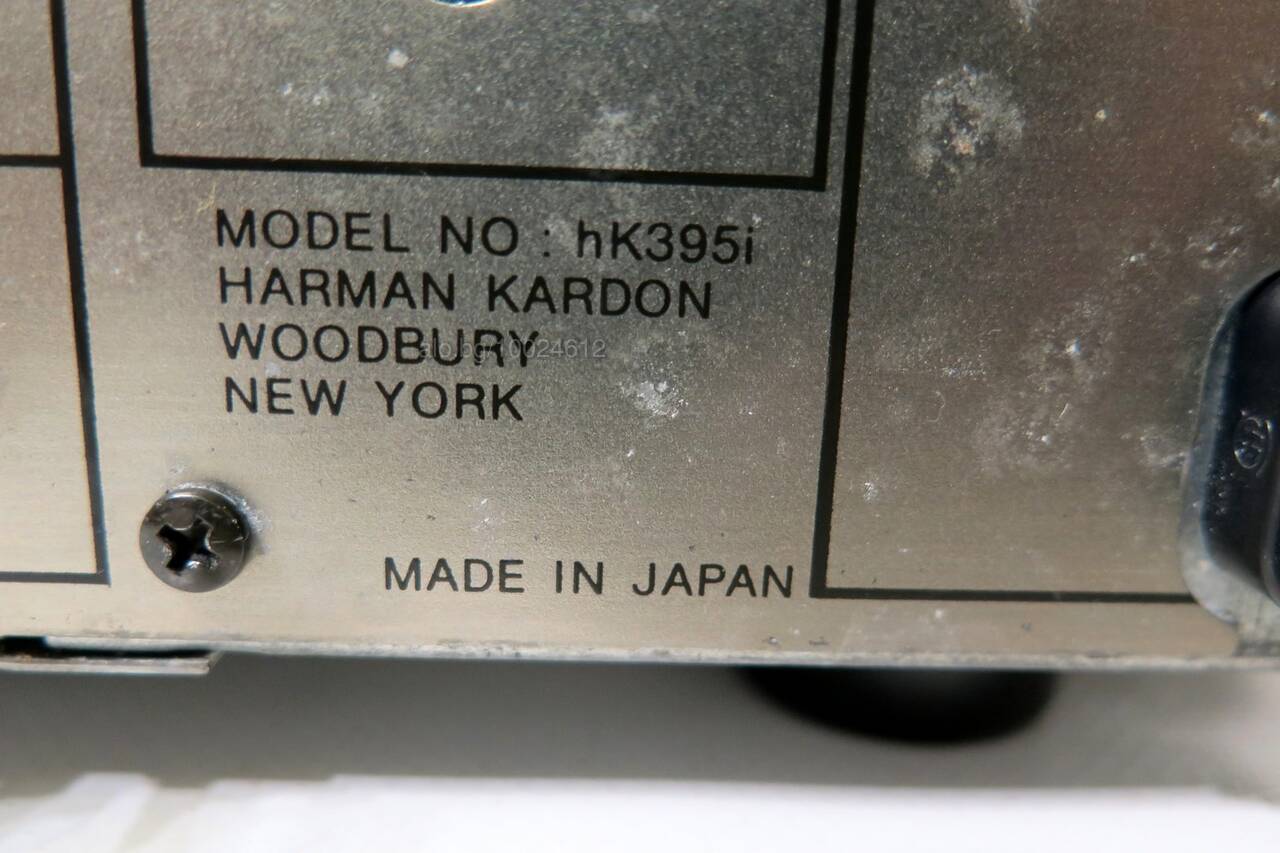 MODEL NO : hK395i
HARMAN KARDON
WOODBURY
NEW YORK
MADE IN JAPAN